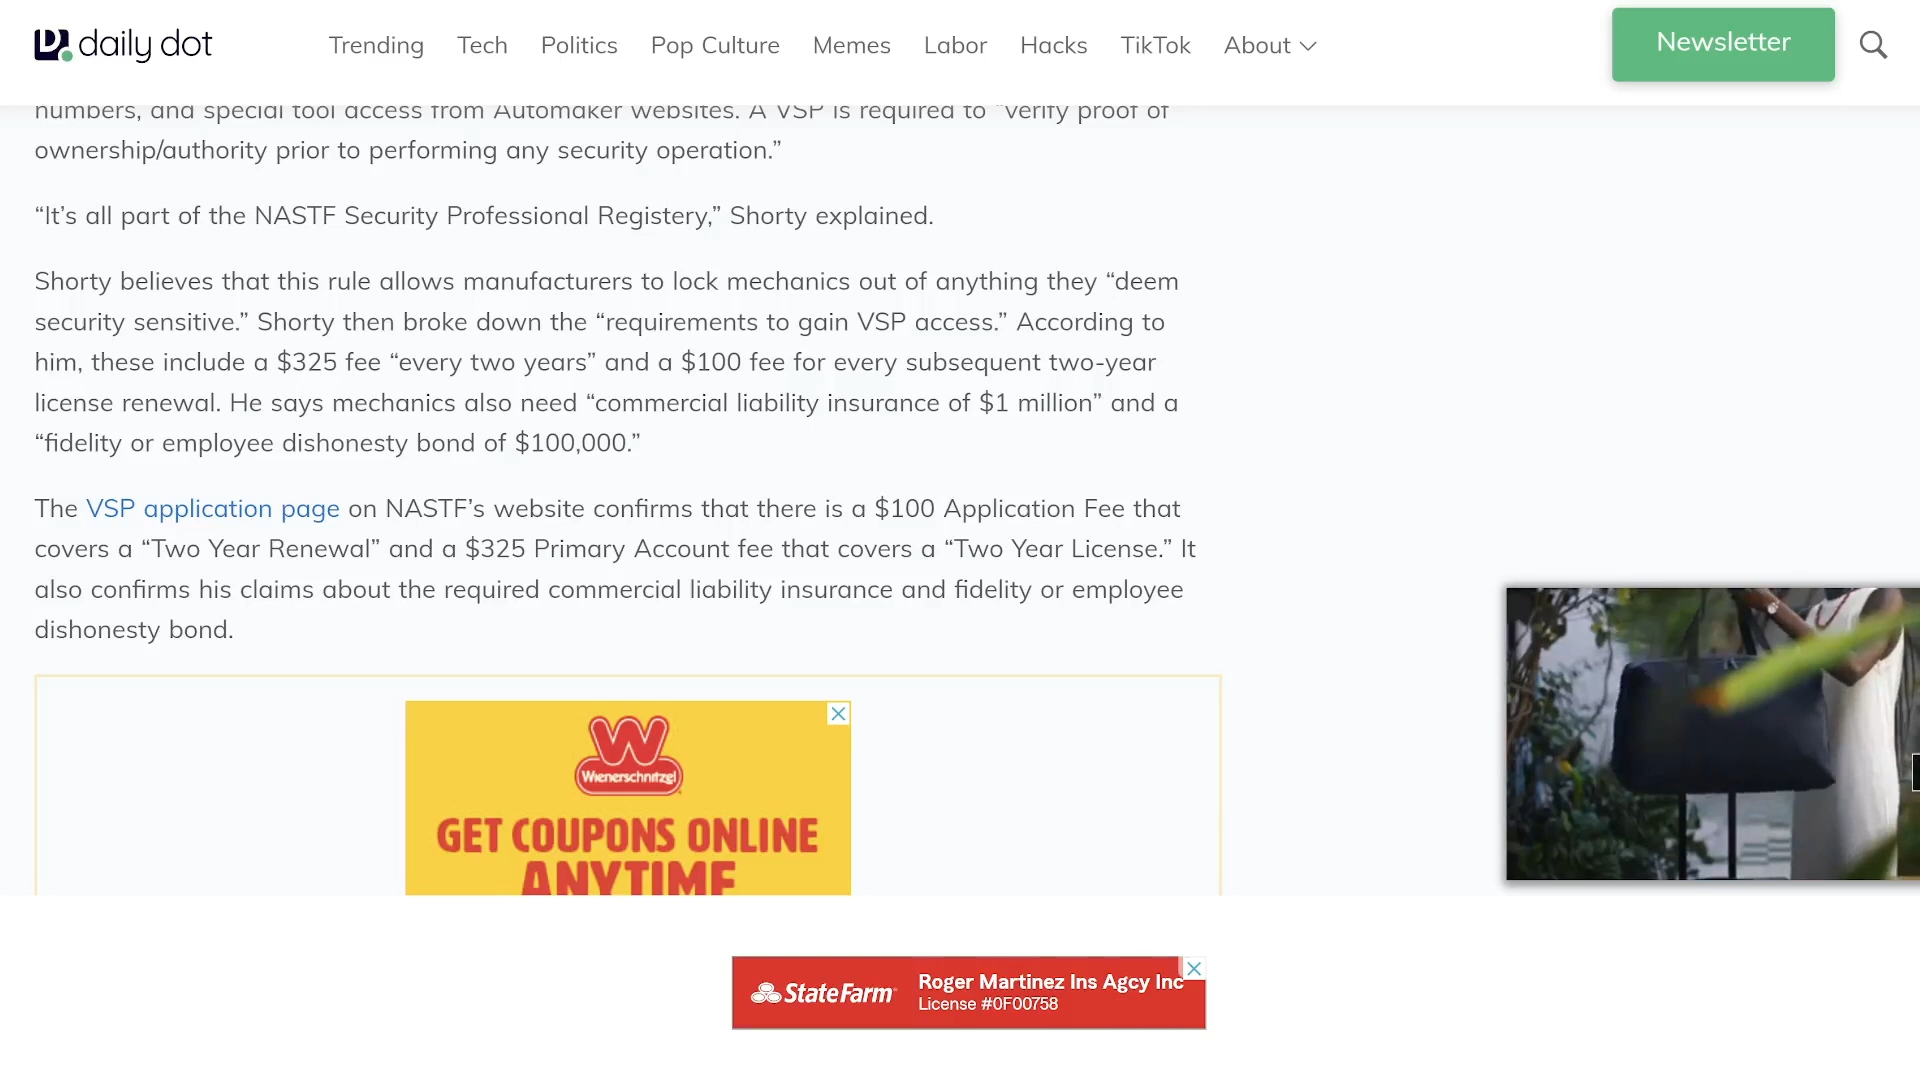 daily dot
Trending Tech Politics Pop Culture Memes Labor Hacks TikTok About
Newsletter
numbers, and special tool access from Automaker websites. A VSP is required to “verify proof of
ownership/authority prior to performing any security operation.”
“It’s all part of the NASTF Security Professional Registery,” Shorty explained.
Shorty believes that this rule allows manufacturers to lock mechanics out of anything they “deem
security sensitive.” Shorty then broke down the “requirements to gain VSP access.” According to
him, these include a $325 fee “every two years” and a $100 fee for every subsequent two-year
license renewal. He says mechanics also need “commercial liability insurance of $1 million” and a
“fidelity or employee dishonesty bond of $100,000.”
The VSP application page on NASTF’s website confirms that there is a $100 Application Fee that
covers a “Two Year Renewal” and a $325 Primary Account fee that covers a “Two Year License.” It
also confirms his claims about the required commercial liability insurance and fidelity or employee
dishonesty bond.
W
Wienerschnitzel
GET COUPONS ONLINE
ANYTIME
StateFarm
Roger Martinez Ins Agcy Inc
License #0F00758